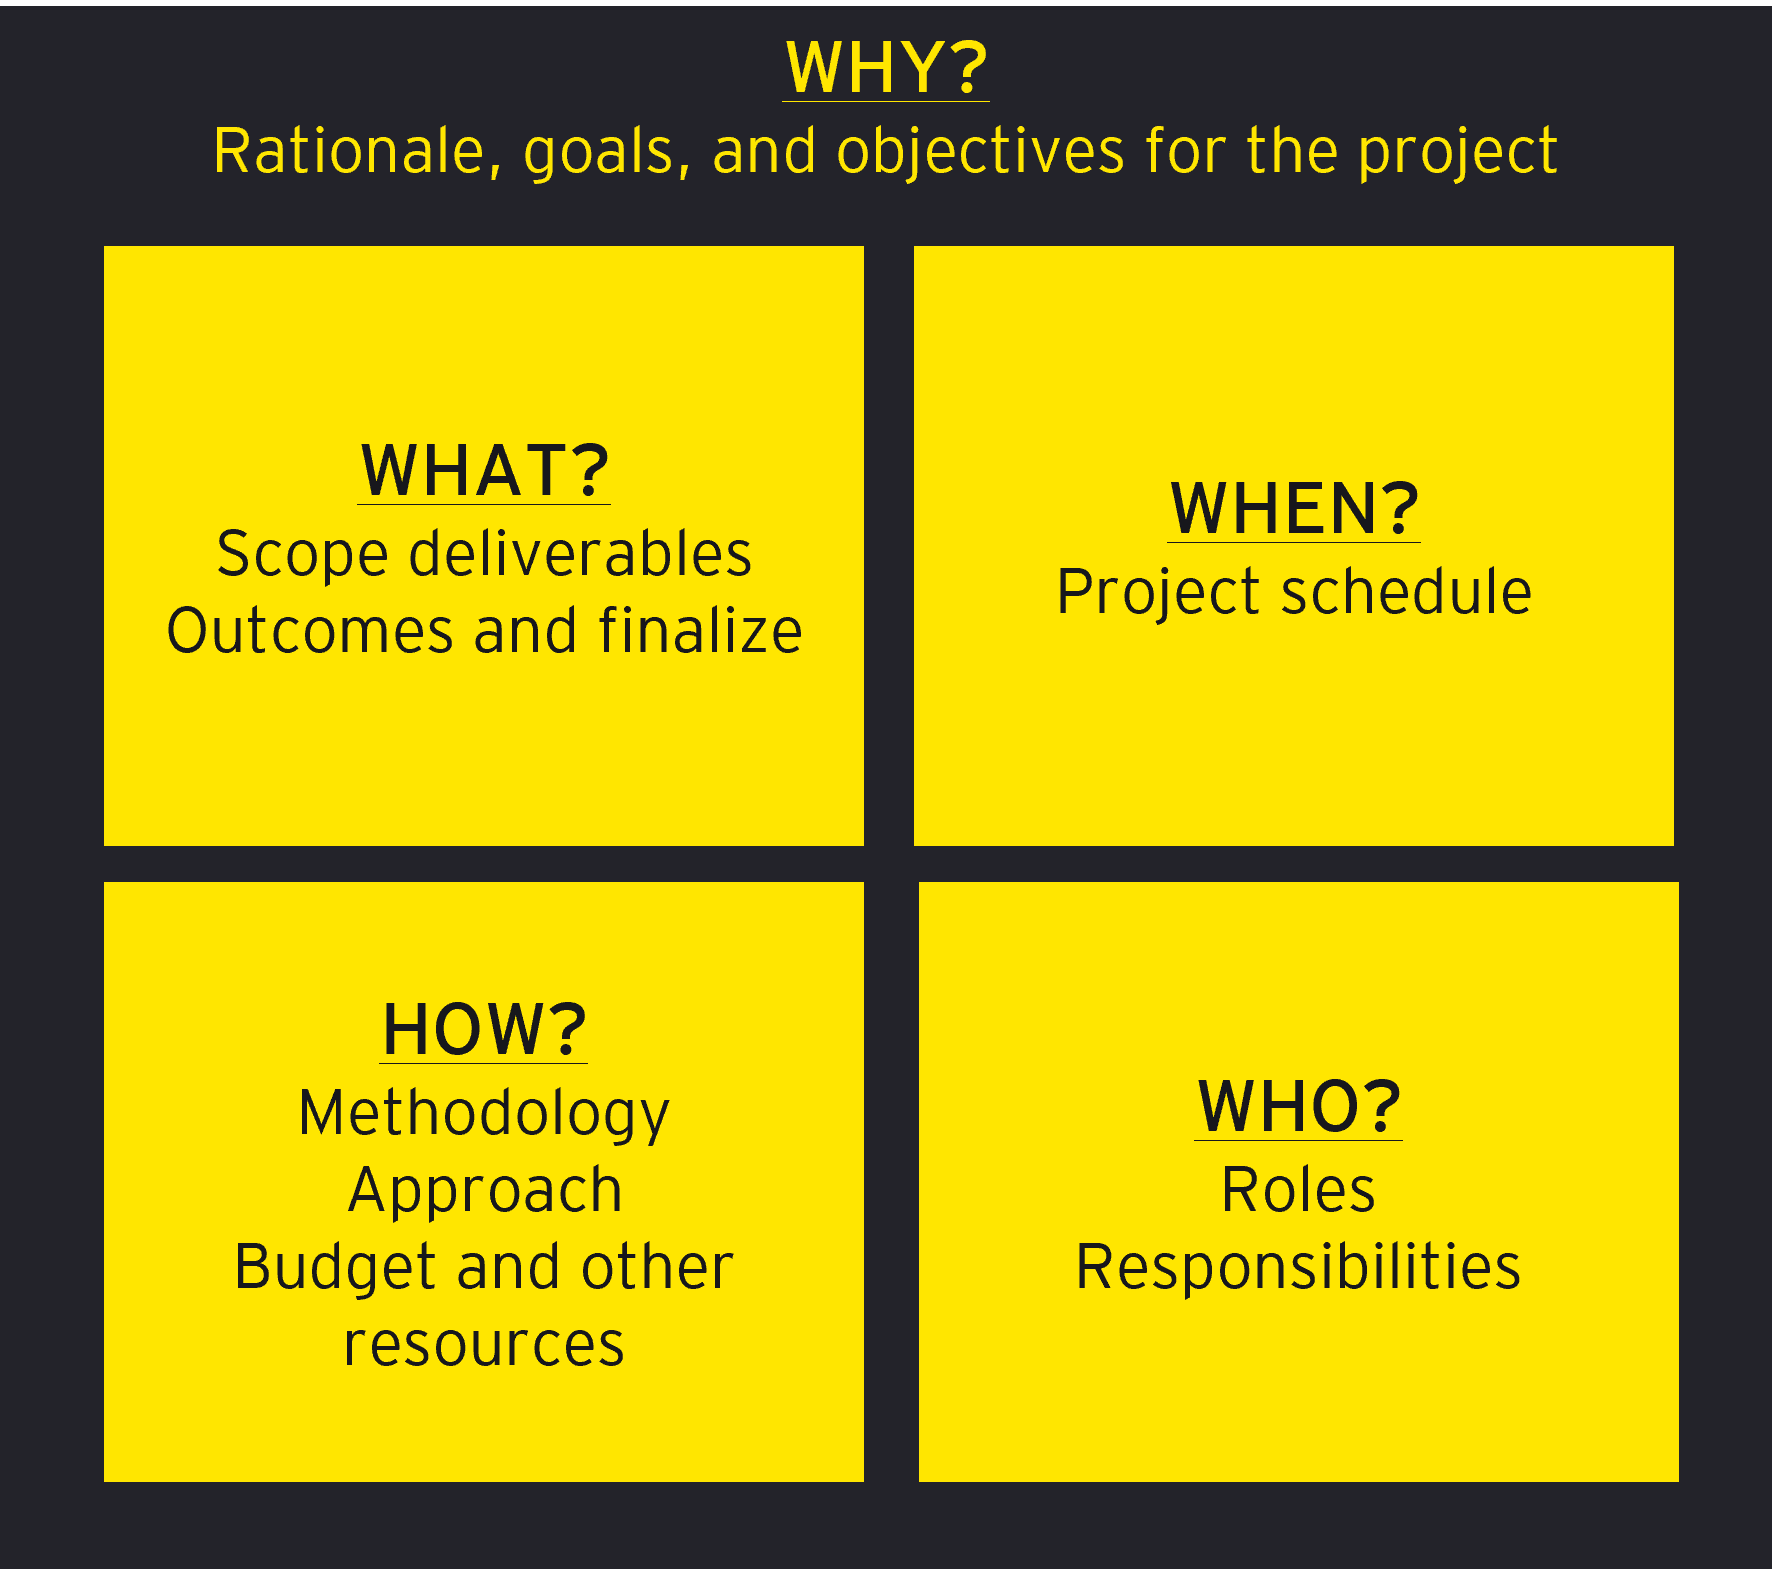 WHY?
Rationale, goals, and objectives for the project
WHAT?
Scope deliverables
Outcomes and finalize
WHEN?
Project schedule
HOW?
Methodology
Approach
Budget and other
resources
WHO?
Roles
Responsibilities